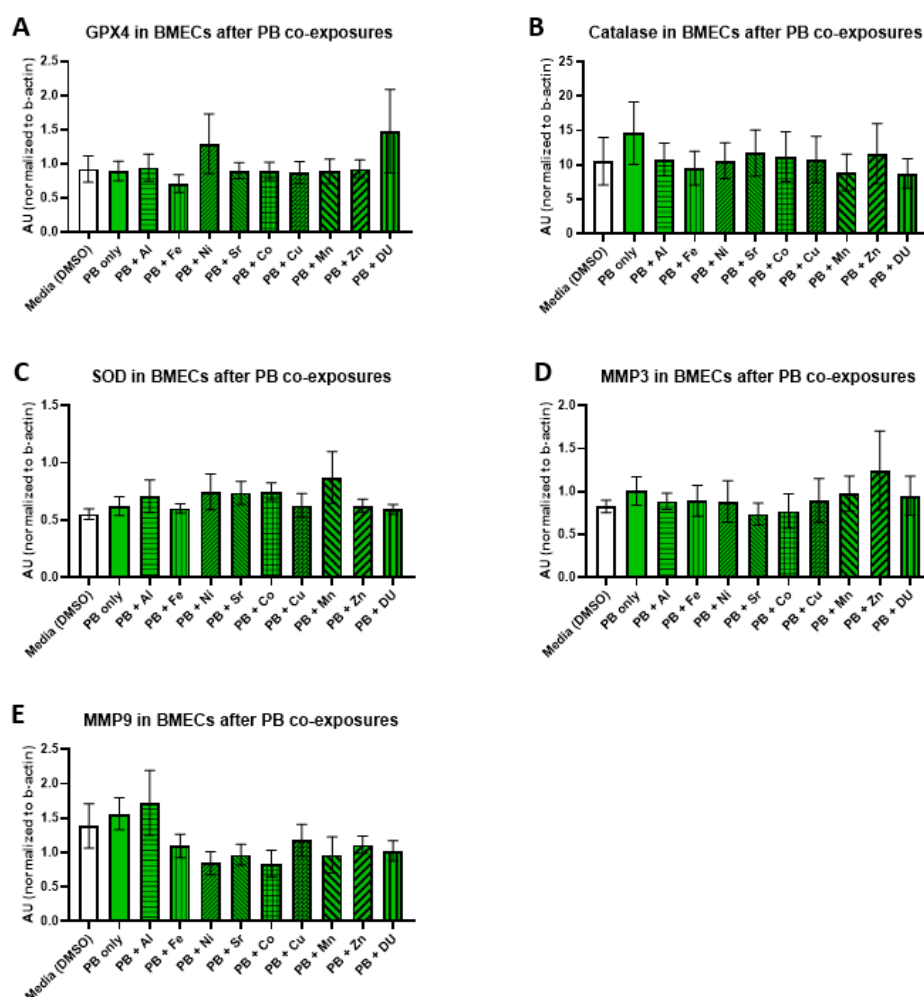 A
GPX4 in BMECs after PB co-exposures
AU (normalized to b-actin)
2.5
2.0
1.5
1.0
0.5
0.0
Media (DMSO)
PB only
PB + Al
PB + Fe
PB + Ni
PB + Sr
PB + Co
PB + Cu
PB + Mn
PB + Zn
PB + DU
B
Catalase in BMECs after PB co-exposures
AU (normalized to b-actin)
25
20
15
10
5
0
Media (DMSO)
PB only
PB + Al
PB + Fe
PB + Ni
PB + Sr
PB + Co
PB + Cu
PB + Mn
PB + Zn
PB + DU
C
SOD in BMECs after PB co-exposures
AU (normalized to b-actin)
1.5
1.0
0.5
0.0
Media (DMSO)
PB only
PB + Al
PB + Fe
PB + Ni
PB + Sr
PB + Co
PB + Cu
PB + Mn
PB + Zn
PB + DU
D
MMP3 in BMECs after PB co-exposures
AU (normalized to b-actin)
2.0
1.5
1.0
0.5
0.0
Media (DMSO)
PB only
PB + Al
PB + Fe
PB + Ni
PB + Sr
PB + Co
PB + Cu
PB + Mn
PB + Zn
PB + DU
E
MMP9 in BMECs after PB co-exposures
AU (normalized to b-actin)
2.5
2.0
1.5
1.0
0.5
0.0
Media (DMSO)
PB only
PB + Al
PB + Fe
PB + Ni
PB + Sr
PB + Co
PB + Cu
PB + Mn
PB + Zn
PB + DU